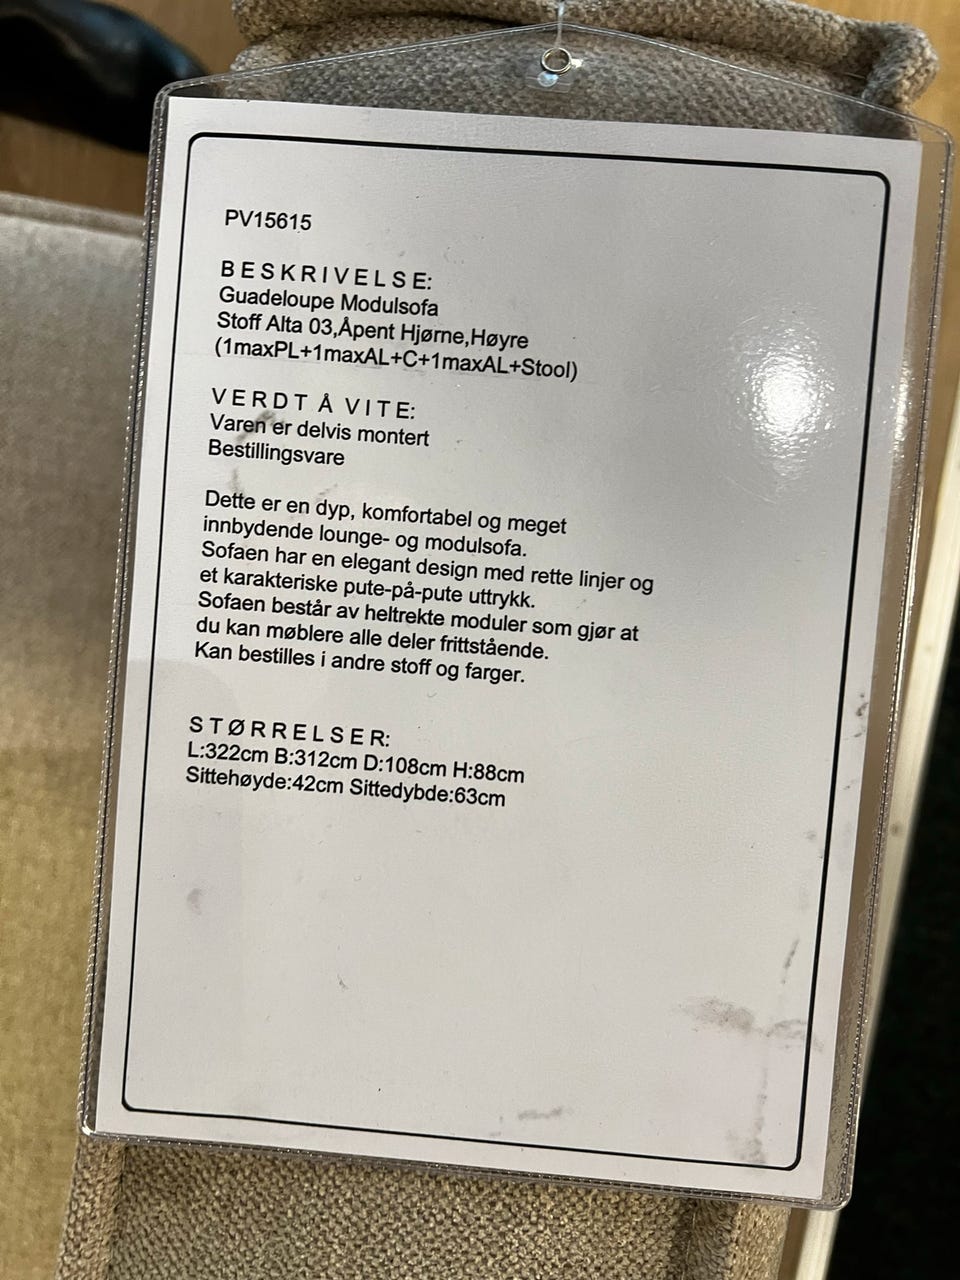 PV15615
BESKRIVELSE:
Guadeloupe Modulsofa
Stoff Alta 03,Åpent Hjørne,Høyre
(1maxPL+1maxAL+C+1maxAL+Stool)
VERDT Å VITE:
Varen er delvis montert
Bestillingsvare
Dette er en dyp, komfortabel og meget
innbydende lounge- og modulsofa.
Sofaen har en elegant design med rette linjer og
et karakteriske pute-på-pute uttrykk.
Sofaen består av heltrekte moduler som gjør at
du kan møblere alle deler frittstående.
Kan bestilles i andre stoff og farger.
STØRRELSER:
L:322cm B:312cm D:108cm H:88cm
Sittehøyde:42cm Sittedybde:63cm